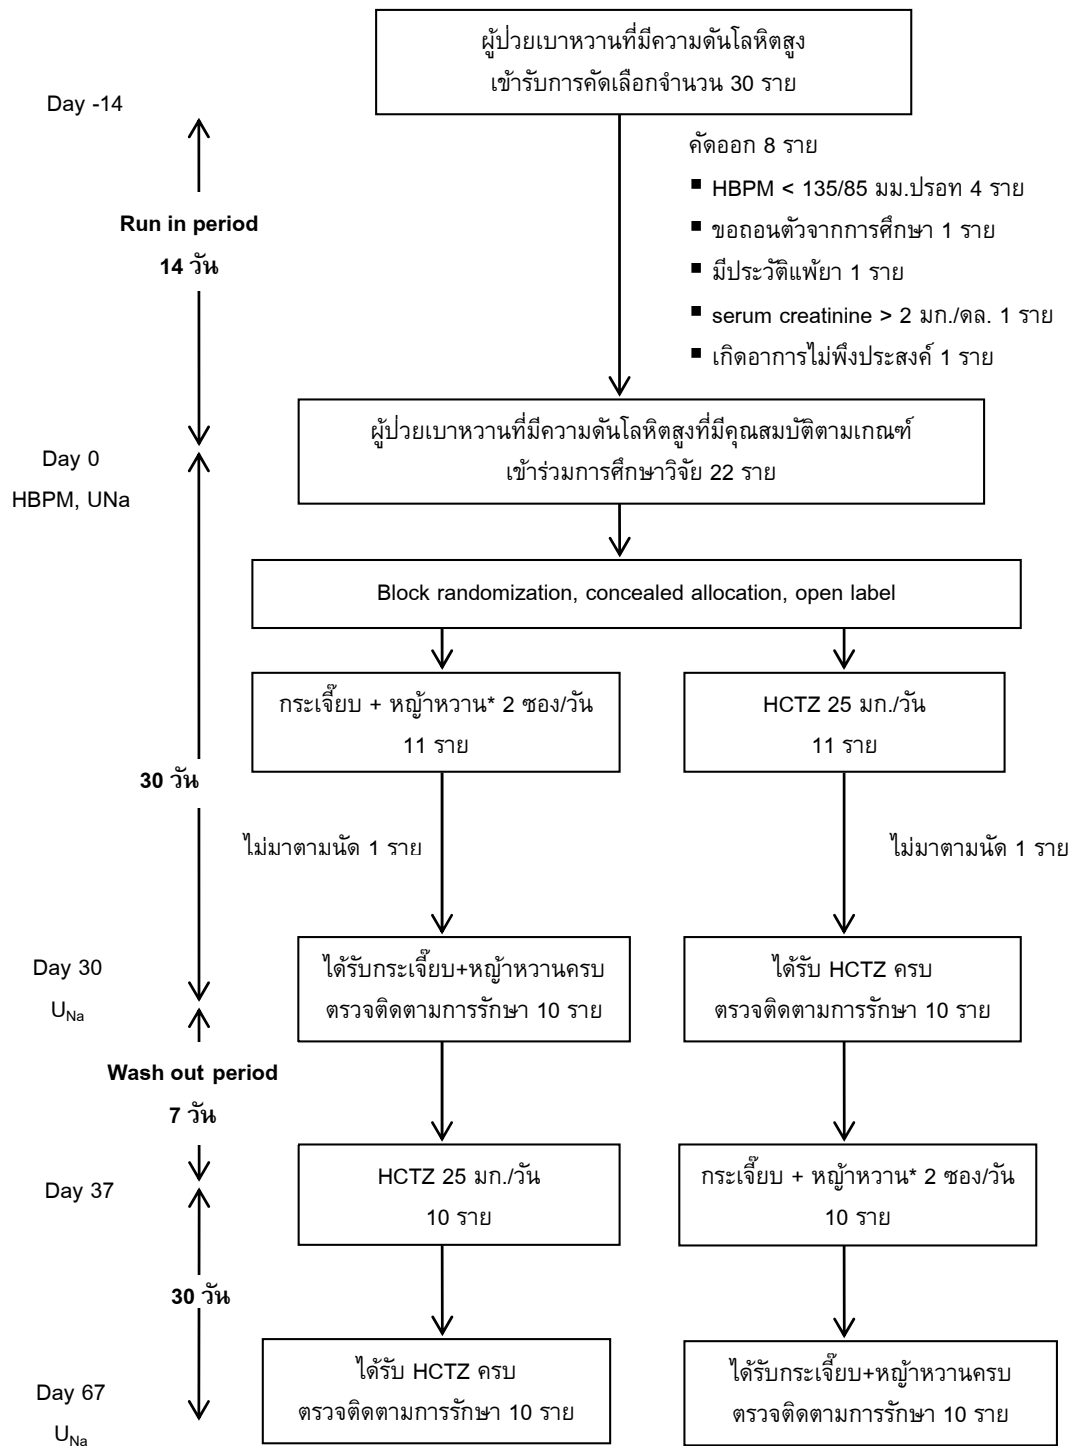 ผู้ป่วยเบาหวานที่มีความดันโลหิตสูง
เข้ารับการคัดเลือกจำนวน 30 ราย
Day -14
คัดออก 8 ราย
▪ HBPM < 135/85 มม.ปรอท 4 ราย
▪ ขอถอนตัวจากการศึกษา 1 ราย
▪ มีประวัติแพ้ยา 1 ราย
▪ serum creatinine > 2 มก./ดล. 1 ราย
▪ เกิดอาการไม่พึงประสงค์ 1 ราย
Run in period
14 วัน
ผู้ป่วยเบาหวานที่มีความดันโลหิตสูงที่มีคุณสมบัติตามเกณฑ์
เข้าร่วมการศึกษาวิจัย 22 ราย
Day 0
HBPM, UNa
Block randomization, concealed allocation, open label
กระเจี๊ยบ + หญ้าหวาน* 2 ซอง/วัน
11 ราย
HCTZ 25 มก./วัน
11 ราย
30 วัน
ไม่มาตามนัด 1 ราย
ไม่มาตามนัด 1 ราย
Day 30
U_Na
ได้รับกระเจี๊ยบ+หญ้าหวานครบ
ตรวจติดตามการรักษา 10 ราย
ได้รับ HCTZ ครบ
ตรวจติดตามการรักษา 10 ราย
Wash out period
7 วัน
Day 37
HCTZ 25 มก./วัน
10 ราย
กระเจี๊ยบ + หญ้าหวาน* 2 ซอง/วัน
10 ราย
30 วัน
ได้รับ HCTZ ครบ
ตรวจติดตามการรักษา 10 ราย
ได้รับกระเจี๊ยบ+หญ้าหวานครบ
ตรวจติดตามการรักษา 10 ราย
Day 67
U_Na